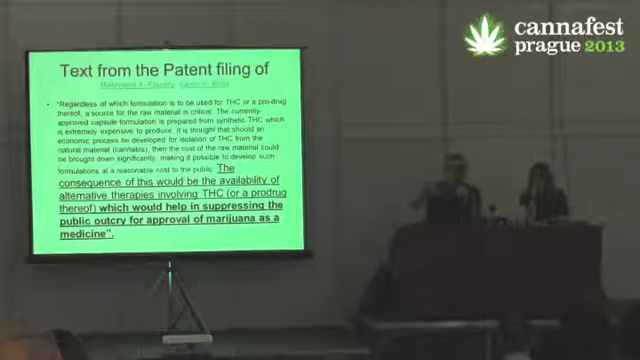 cannafest
prague 2013
Text from the Patent filing of
"Regardless of which formulation is to be used for THC or a pro-drug
thereof, a source for the raw material is critical. The currently-
approved capsule formulation is prepared from synthetic THC which
is extremely expensive to produce. It is thought that should an
economic process be developed for isolation of THC from the
natural material (cannabis), then the cost of the raw material could
be brought down significantly, making it possible to develop such
formulations at a reasonable cost to the public. The
consequence of this would be the availability of
alternative therapies involving THC (or a prodrug
thereof) which would help in suppressing the
public outcry for approval of marijuana as a
medicine".